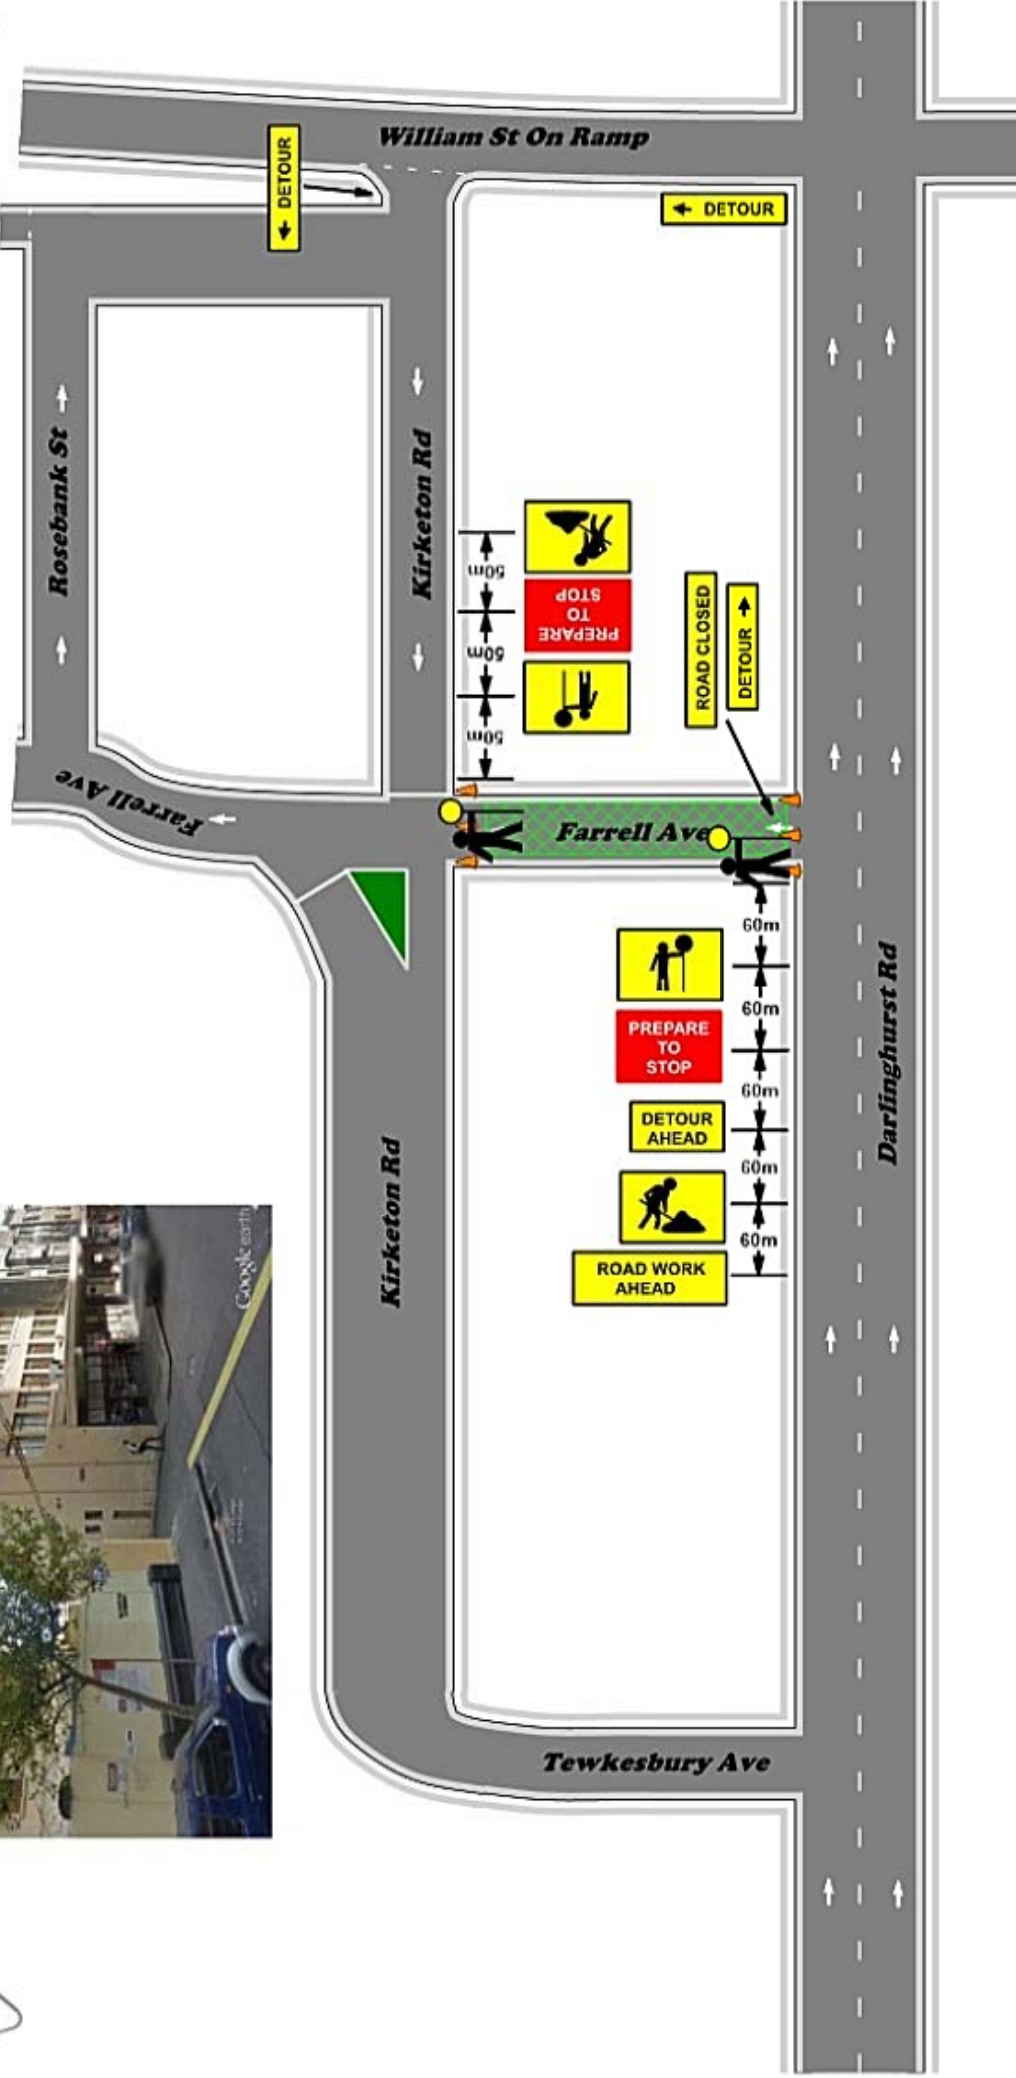 William St On Ramp
← DETOUR
← DETOUR
Rosebank St
Kirketon Rd
50m
50m
50m
PREPARE
TO
STOP
ROAD CLOSED
DETOUR →
Farrell Ave
Farrell Ave
60m
60m
60m
60m
60m
PREPARE
TO
STOP
DETOUR
AHEAD
ROAD WORK
AHEAD
Darlinghurst Rd
Kirketon Rd
Google earth
Tewkesbury Ave